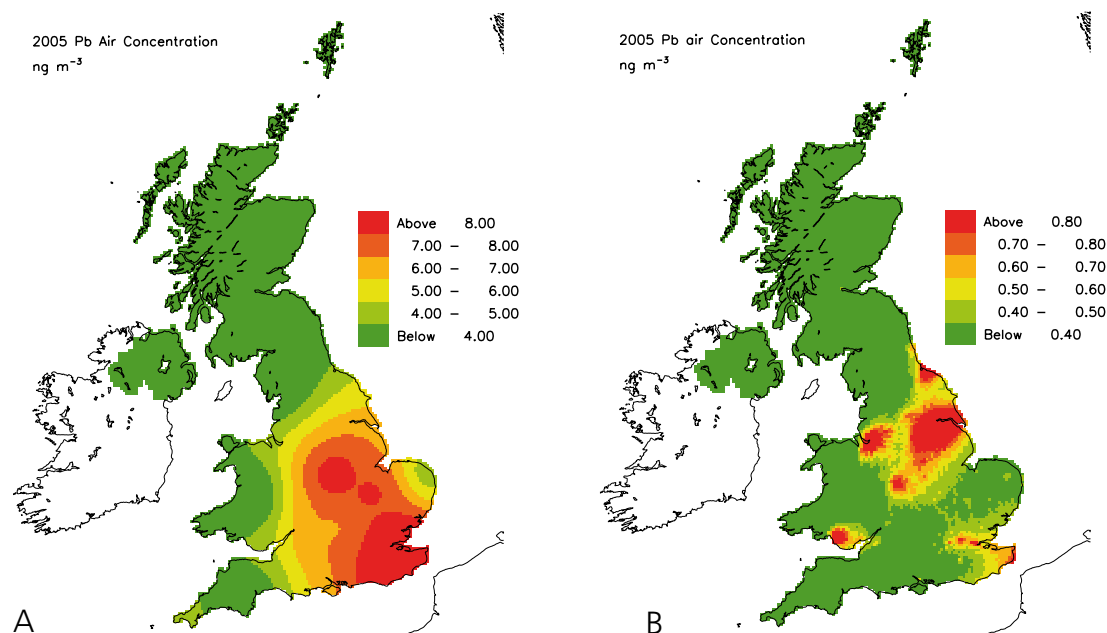 2005 Pb Air Concentration
ng m⁻³
Above 8.00
7.00 – 8.00
6.00 – 7.00
5.00 – 6.00
4.00 – 5.00
Below 4.00
A
2005 Pb air Concentration
ng m⁻³
Above 0.80
0.70 – 0.80
0.60 – 0.70
0.50 – 0.60
0.40 – 0.50
Below 0.40
B